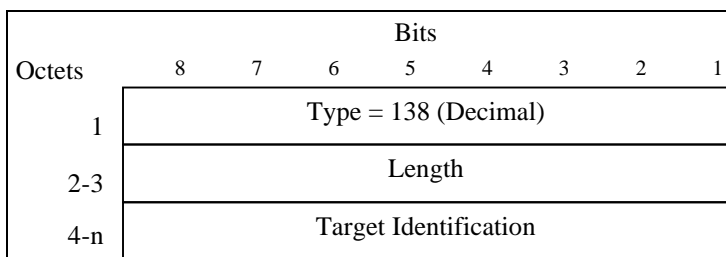 Bits
Octets 8 7 6 5 4 3 2 1
1 Type = 138 (Decimal)
2-3 Length
4-n Target Identification